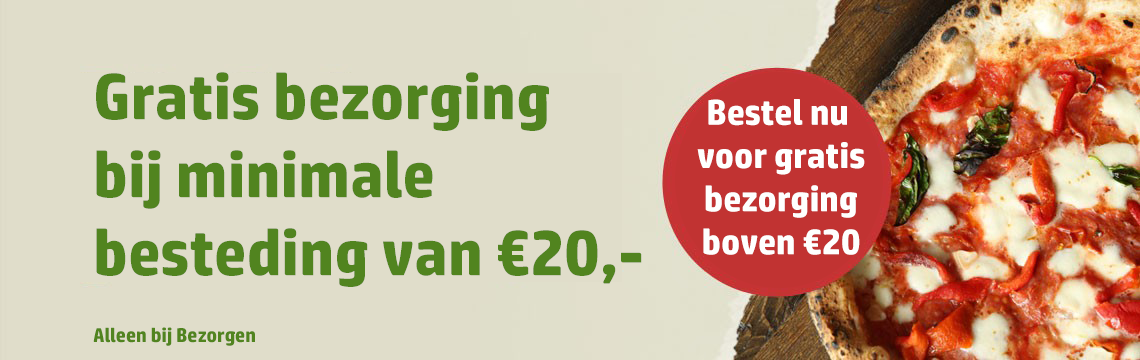 Gratis bezorging
bij minimale
besteding van €20,-
Alleen bij Bezorgen
Bestel nu
voor gratis
bezorging
boven €20